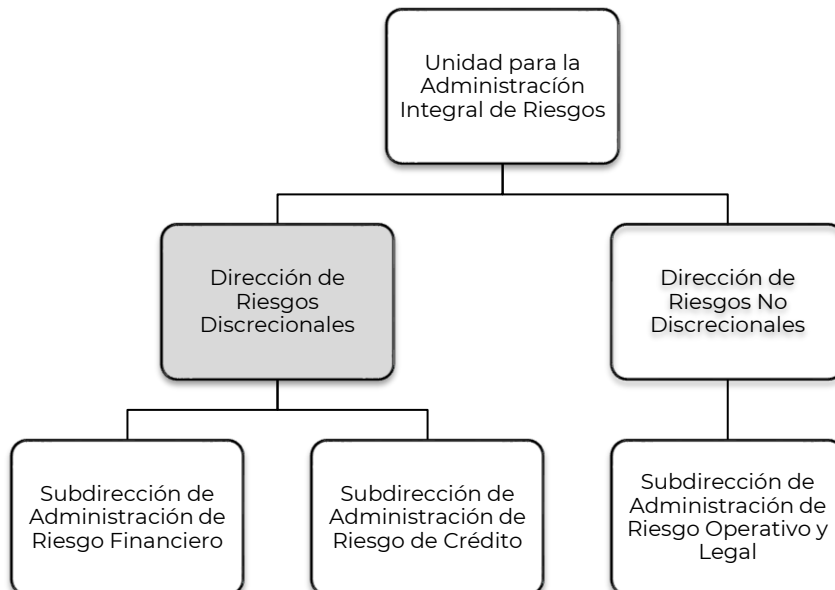 Unidad para la
Administracíón
Integral de Riesgos
Dirección de
Riesgos
Discrecionales
Dirección de
Riesgos No
Discrecionales
Subdirección de
Administración de
Riesgo Financiero
Subdirección de
Administración de
Riesgo de Crédito
Subdirección de
Administración de
Riesgo Operativo y
Legal